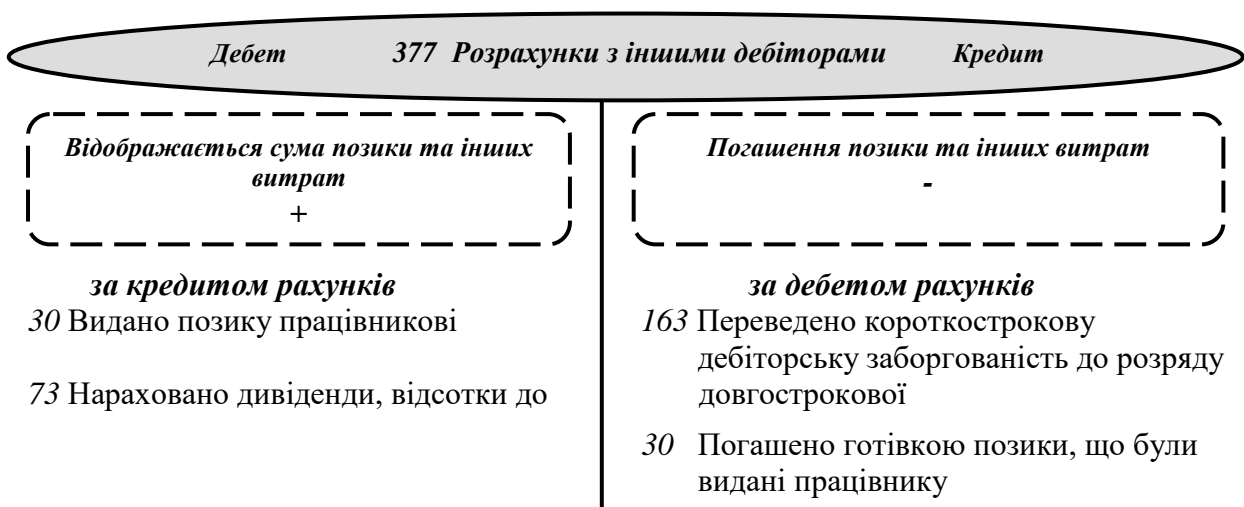 Дебет 377 Розрахунки з іншими дебіторами Кредит
Відображається сума позики та інших
витрат
+
за кредитом рахунків
30 Видано позику працівникові
73 Нараховано дивіденди, відсотки до
Погашення позики та інших витрат
-
за дебетом рахунків
163 Переведено короткострокову
дебіторську заборгованість до розряду
довгострокової
30 Погашено готівкою позики, що були
видані працівнику